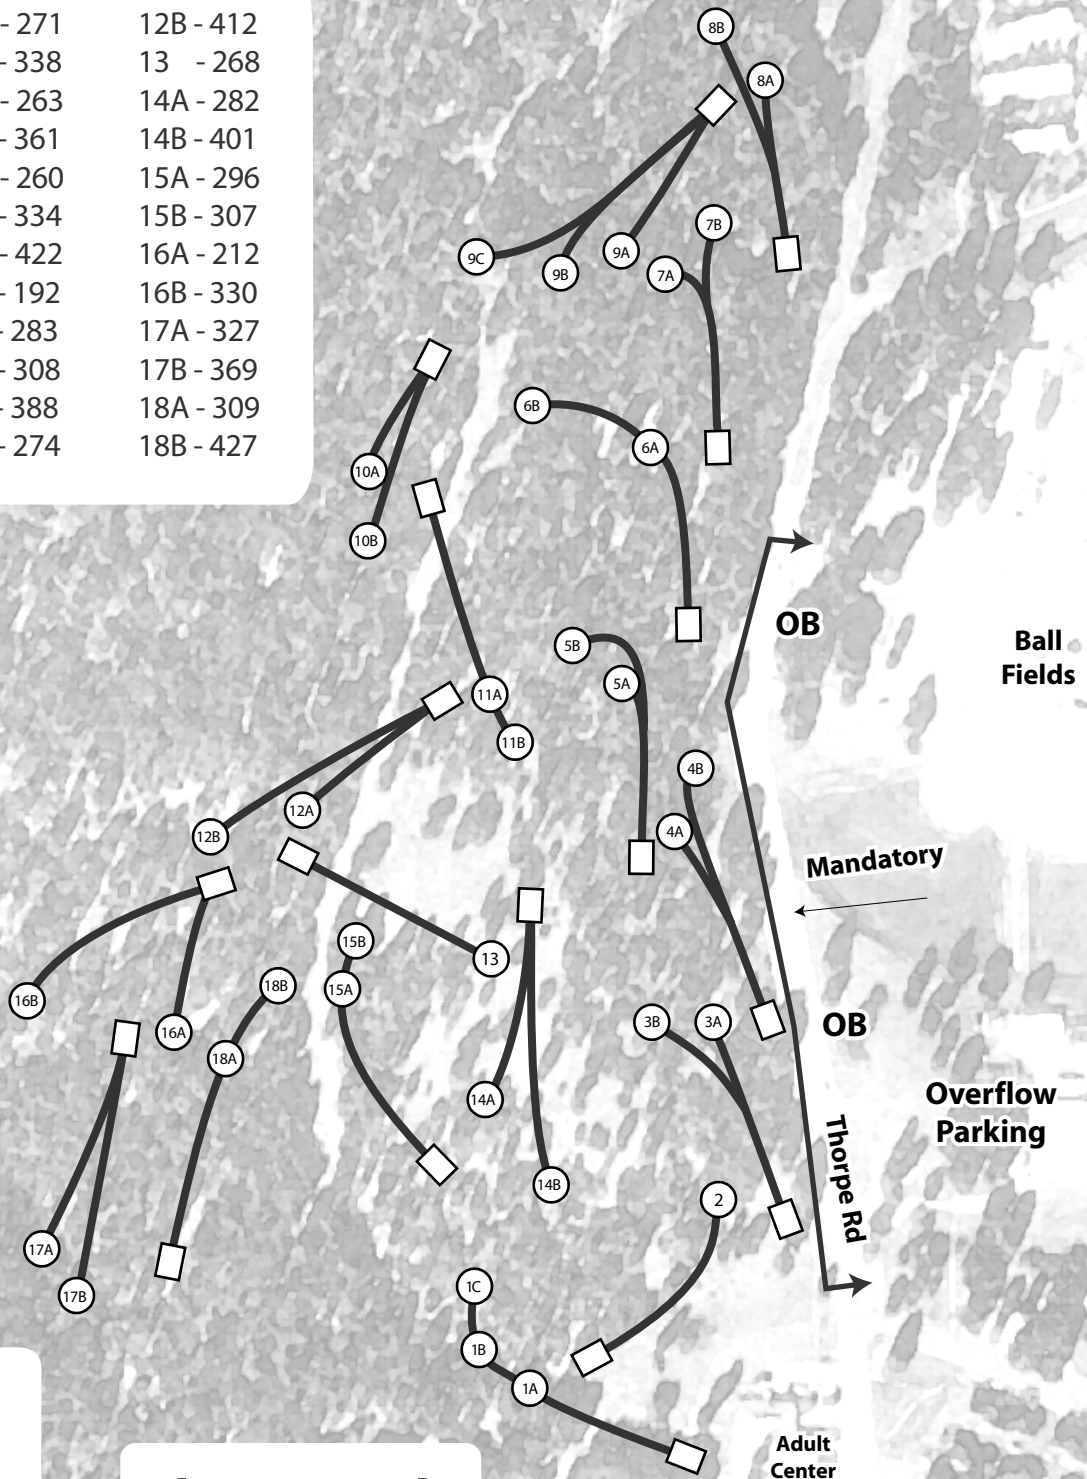 - 271
- 338
- 263
- 361
- 260
- 334
- 422
- 192
- 283
- 308
- 388
- 274
12B - 412
13 - 268
14A - 282
14B - 401
15A - 296
15B - 307
16A - 212
16B - 330
17A - 327
17B - 369
18A - 309
18B - 427
8B
8A
7B
9A
9C
9B
7A
6B
6A
10A
10B
OB
Ball
Fields
5B
5A
11A
11B
4B
12A
4A
12B
Mandatory
15B
13
18B
15A
16B
3B
3A
OB
16A
18A
14A
Overflow
Parking
Thorpe Rd
14B
2
17A
1C
17B
1B
1A
Adult
Center